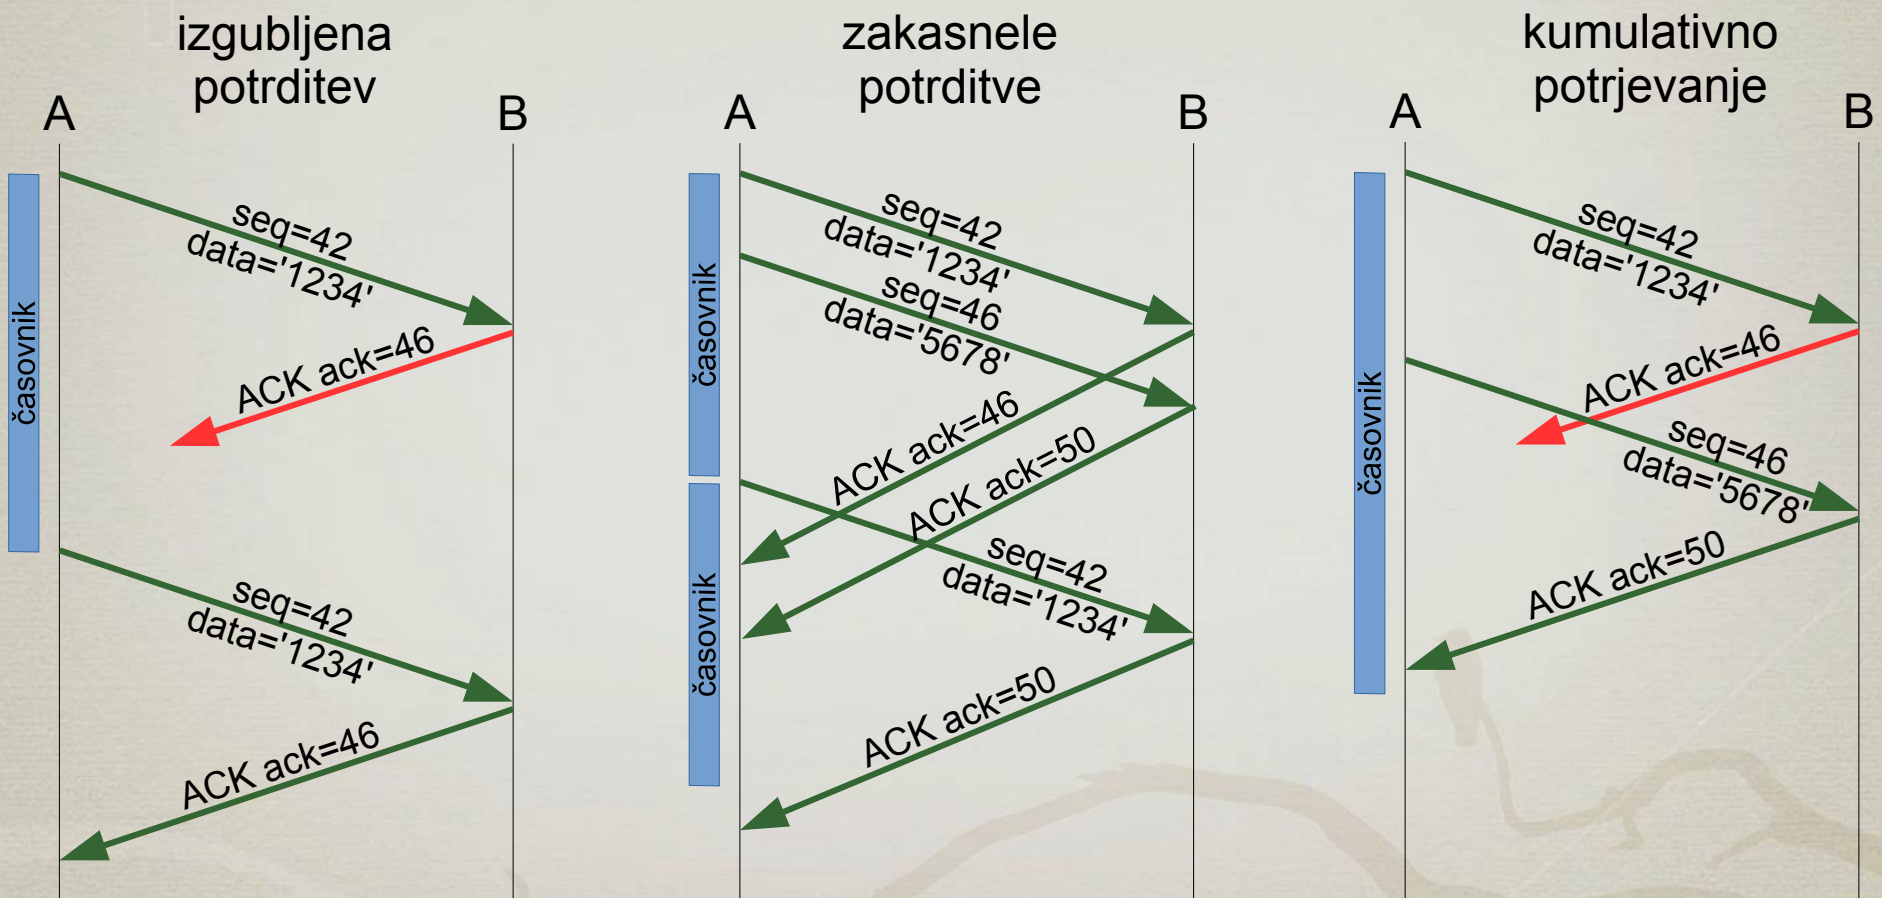 izgubljena
potrditev
A
B
časovnik
seq=42
data='1234'
ACK ack=46
seq=42
data='1234'
ACK ack=46
zakasnele
potrditve
A
B
časovnik
seq=42
data='1234'
seq=46
data='5678'
ACK ack=46
ACK ack=50
časovnik
seq=42
data='1234'
ACK ack=50
kumulativno
potrjevanje
A
B
časovnik
seq=42
data='1234'
ACK ack=46
seq=46
data='5678'
ACK ack=50